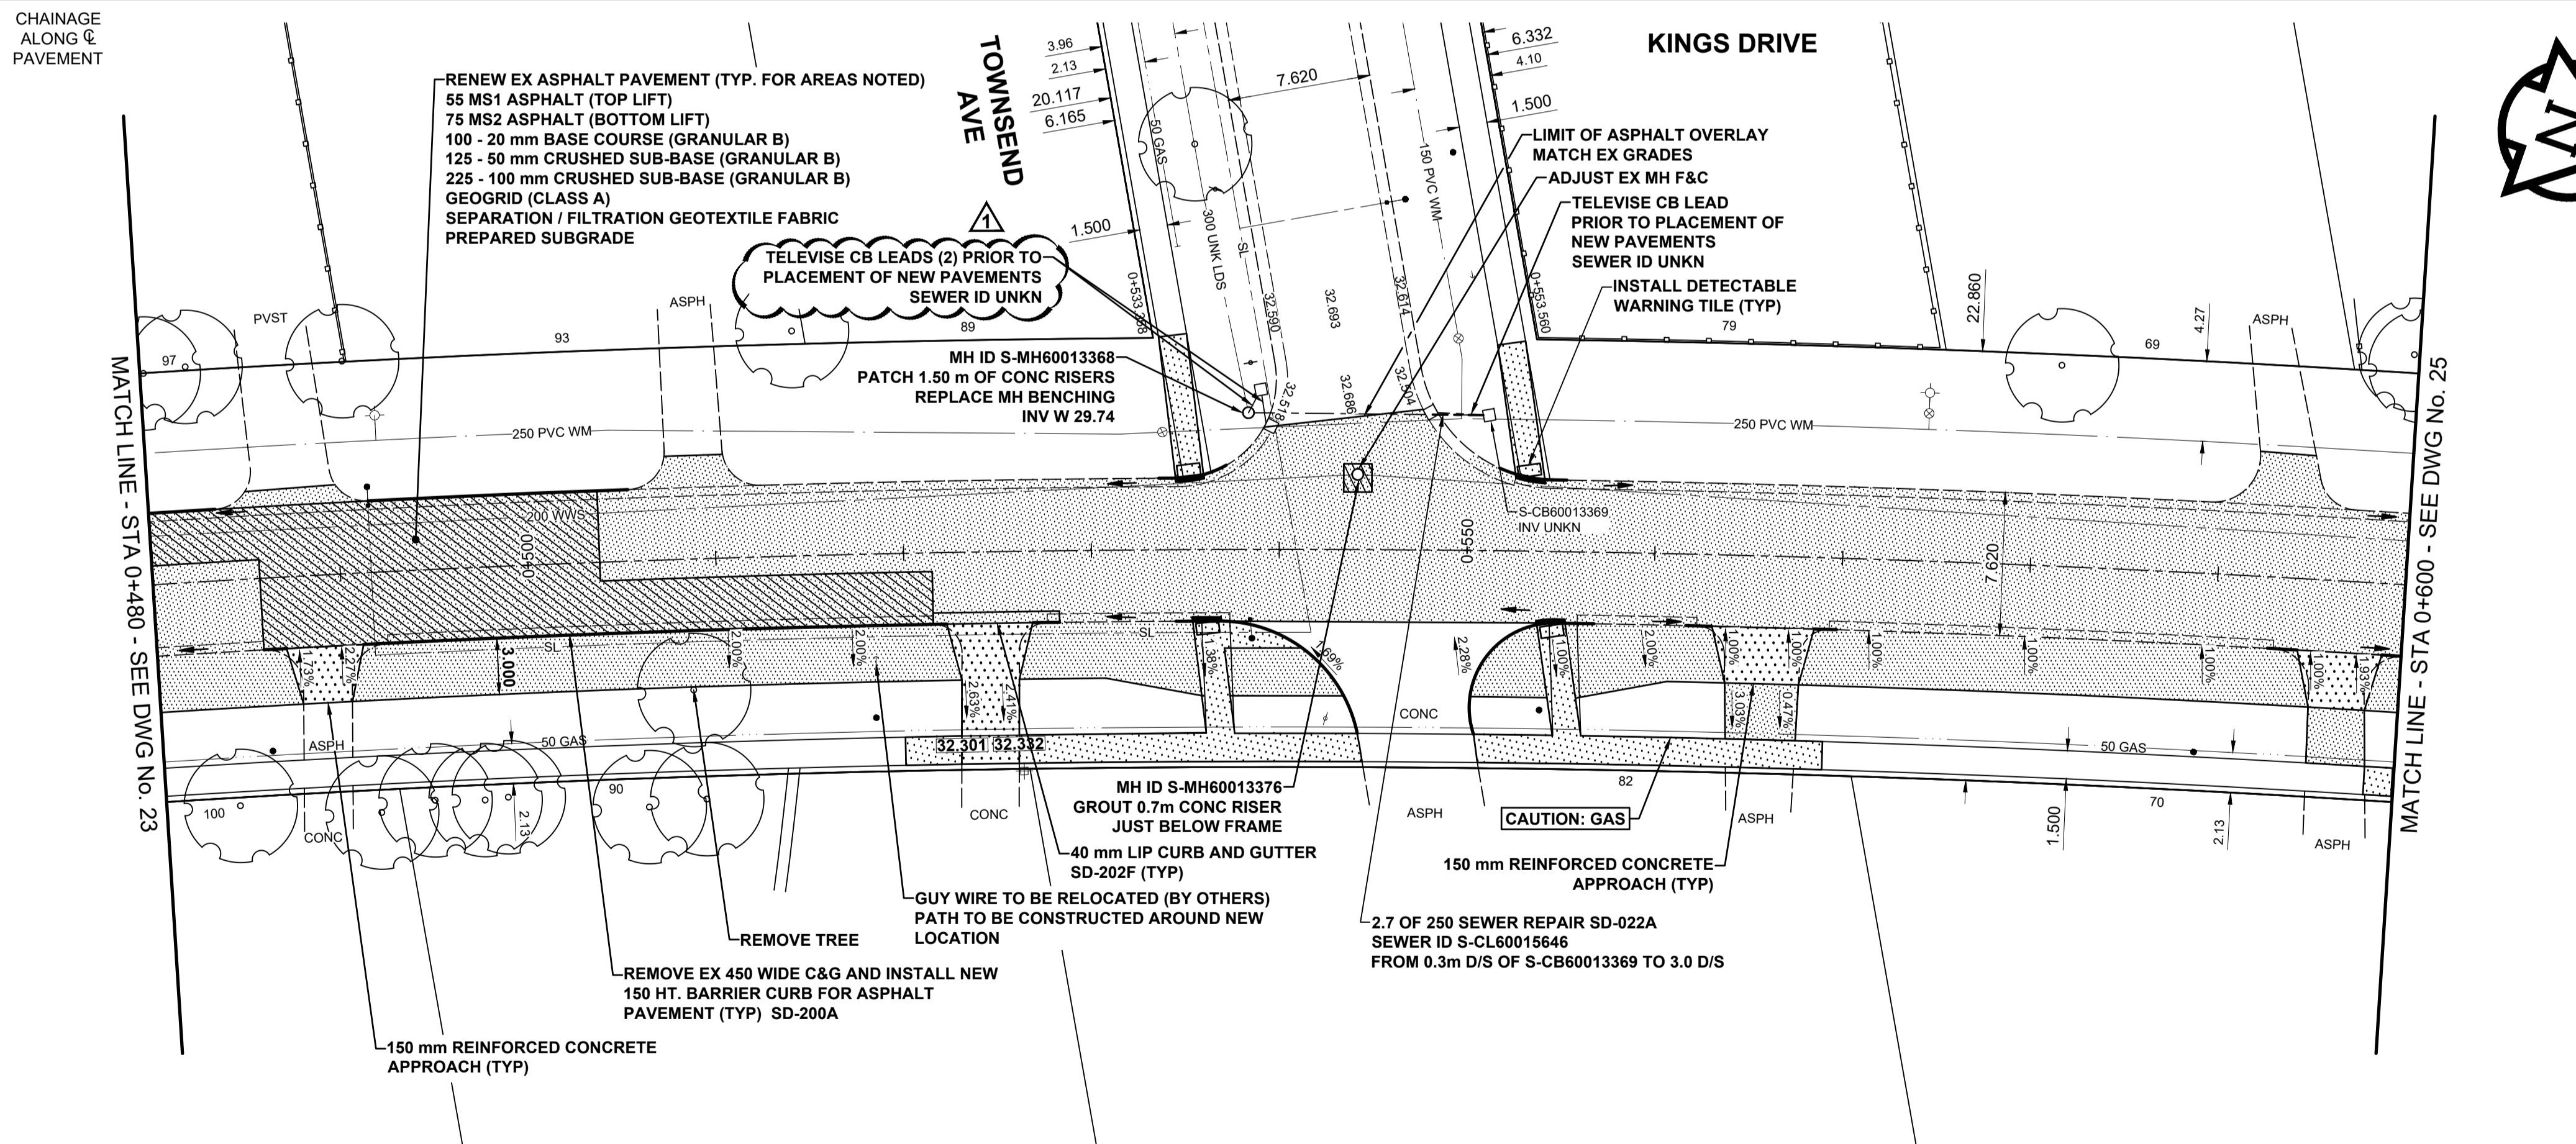 CHAINAGE
ALONG ℄
PAVEMENT
TOWNSEND
AVE
KINGS DRIVE
N
RENEW EX ASPHALT PAVEMENT (TYP. FOR AREAS NOTED)
55 MS1 ASPHALT (TOP LIFT)
75 MS2 ASPHALT (BOTTOM LIFT)
100 - 20 mm BASE COURSE (GRANULAR B)
125 - 50 mm CRUSHED SUB-BASE (GRANULAR B)
225 - 100 mm CRUSHED SUB-BASE (GRANULAR B)
GEOGRID (CLASS A)
SEPARATION / FILTRATION GEOTEXTILE FABRIC
PREPARED SUBGRADE
1
TELEVISE CB LEADS (2) PRIOR TO
PLACEMENT OF NEW PAVEMENTS
SEWER ID UNKN
3.96
2.13
20.117
6.165
1.500
50 GAS
300 UNK LDS
SL
7.620
150 PVC WM
6.332
4.10
1.500
LIMIT OF ASPHALT OVERLAY
MATCH EX GRADES
ADJUST EX MH F&C
TELEVISE CB LEAD
PRIOR TO PLACEMENT OF
NEW PAVEMENTS
SEWER ID UNKN
INSTALL DETECTABLE
WARNING TILE (TYP)
0+553.560
32.590
32.693
32.614
32.518
32.686
MH ID S-MH60013368
PATCH 1.50 m OF CONC RISERS
REPLACE MH BENCHING
INV W 29.74
97
PVST
93
ASPH
89
79
22.860
4.27
69
ASPH
250 PVC WM
250 PVC WM
MATCH LINE - STA 0+480 - SEE DWG No. 23
MATCH LINE - STA 0+600 - SEE DWG No. 25
200 WWS
0+500
0+550
S-CB60013369
INV UNKN
7.620
SL
SL
1.73%
2.27%
3.000
2.00%
2.00%
2.63%
2.41%
1.38%
1.69%
2.28%
1.00%
2.00%
1.00%
1.00%
1.00%
1.00%
1.00%
1.00%
1.93%
3.03%
0.47%
32.301
32.332
CONC
50 GAS
50 GAS
ASPH
CONC
100
90
2.13
CONC
ASPH
82
ASPH
1.500
70
2.13
ASPH
MH ID S-MH60013376
GROUT 0.7m CONC RISER
JUST BELOW FRAME
40 mm LIP CURB AND GUTTER
SD-202F (TYP)
GUY WIRE TO BE RELOCATED (BY OTHERS)
PATH TO BE CONSTRUCTED AROUND NEW
LOCATION
REMOVE TREE
REMOVE EX 450 WIDE C&G AND INSTALL NEW
150 HT. BARRIER CURB FOR ASPHALT
PAVEMENT (TYP) SD-200A
150 mm REINFORCED CONCRETE
APPROACH (TYP)
CAUTION: GAS
150 mm REINFORCED CONCRETE
APPROACH (TYP)
2.7 OF 250 SEWER REPAIR SD-022A
SEWER ID S-CL60015646
FROM 0.3m D/S OF S-CB60013369 TO 3.0 D/S